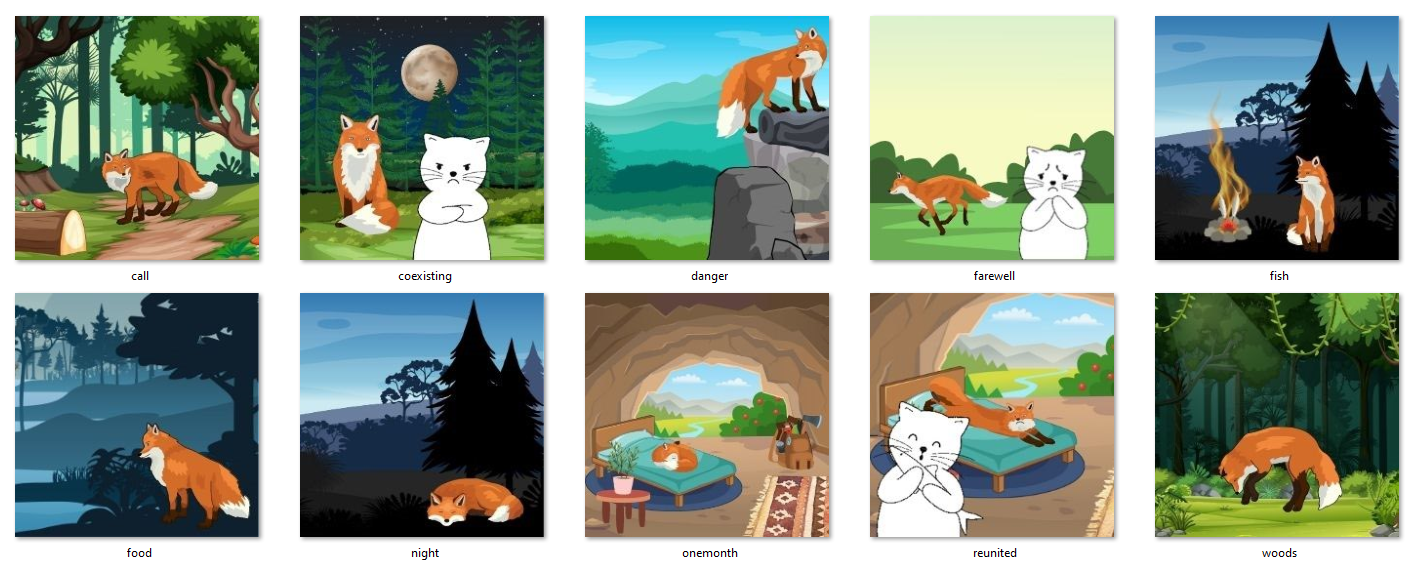 call
coexisting
danger
farewell
fish
food
night
onemonth
reunited
woods